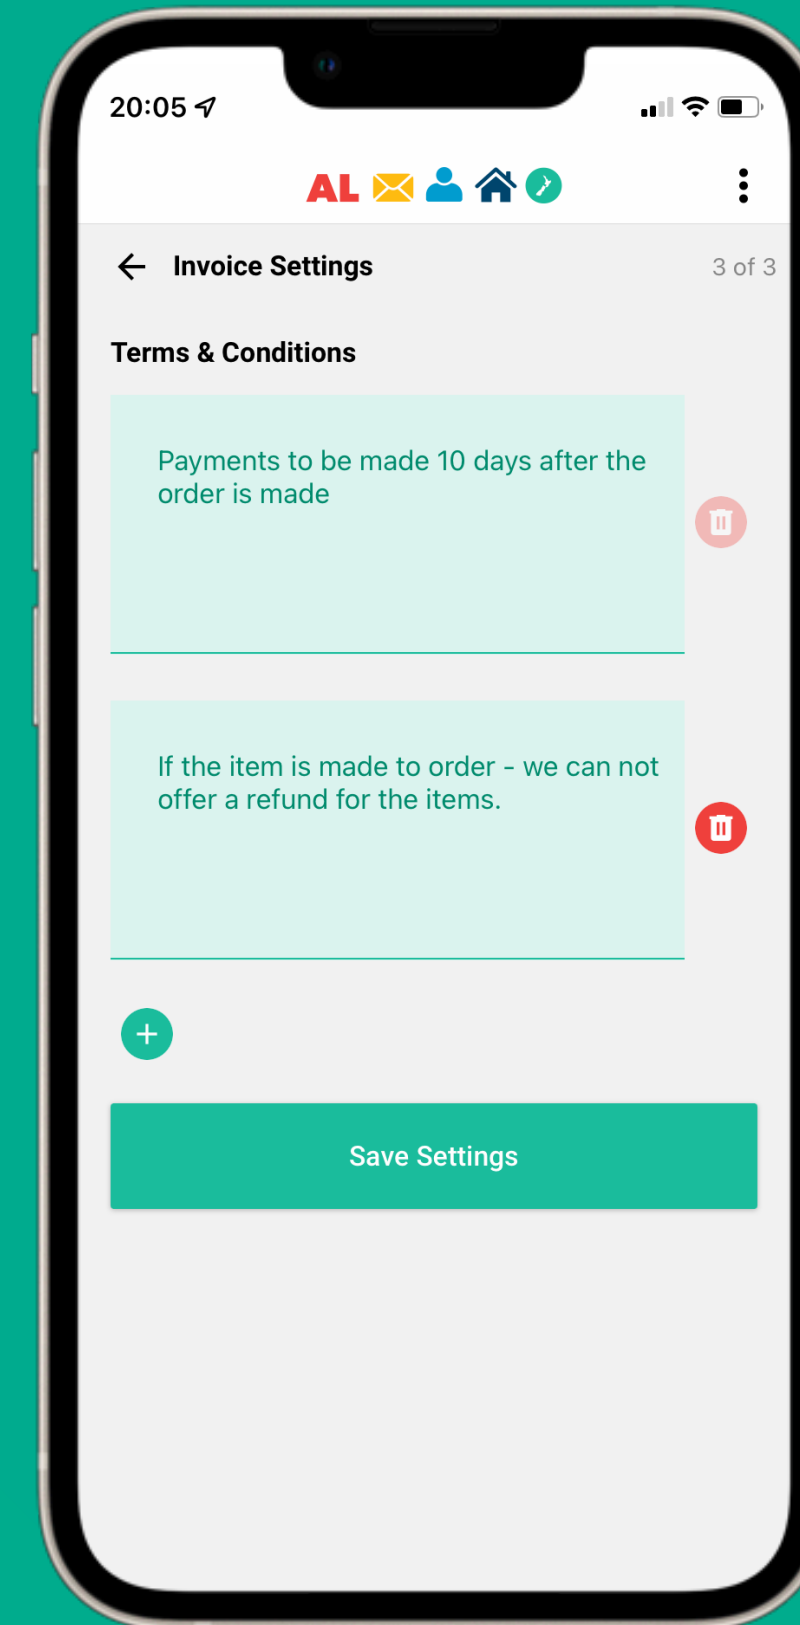 20:05
AL
Invoice Settings
3 of 3
Terms & Conditions
Payments to be made 10 days after the
order is made
If the item is made to order - we can not
offer a refund for the items.
Save Settings